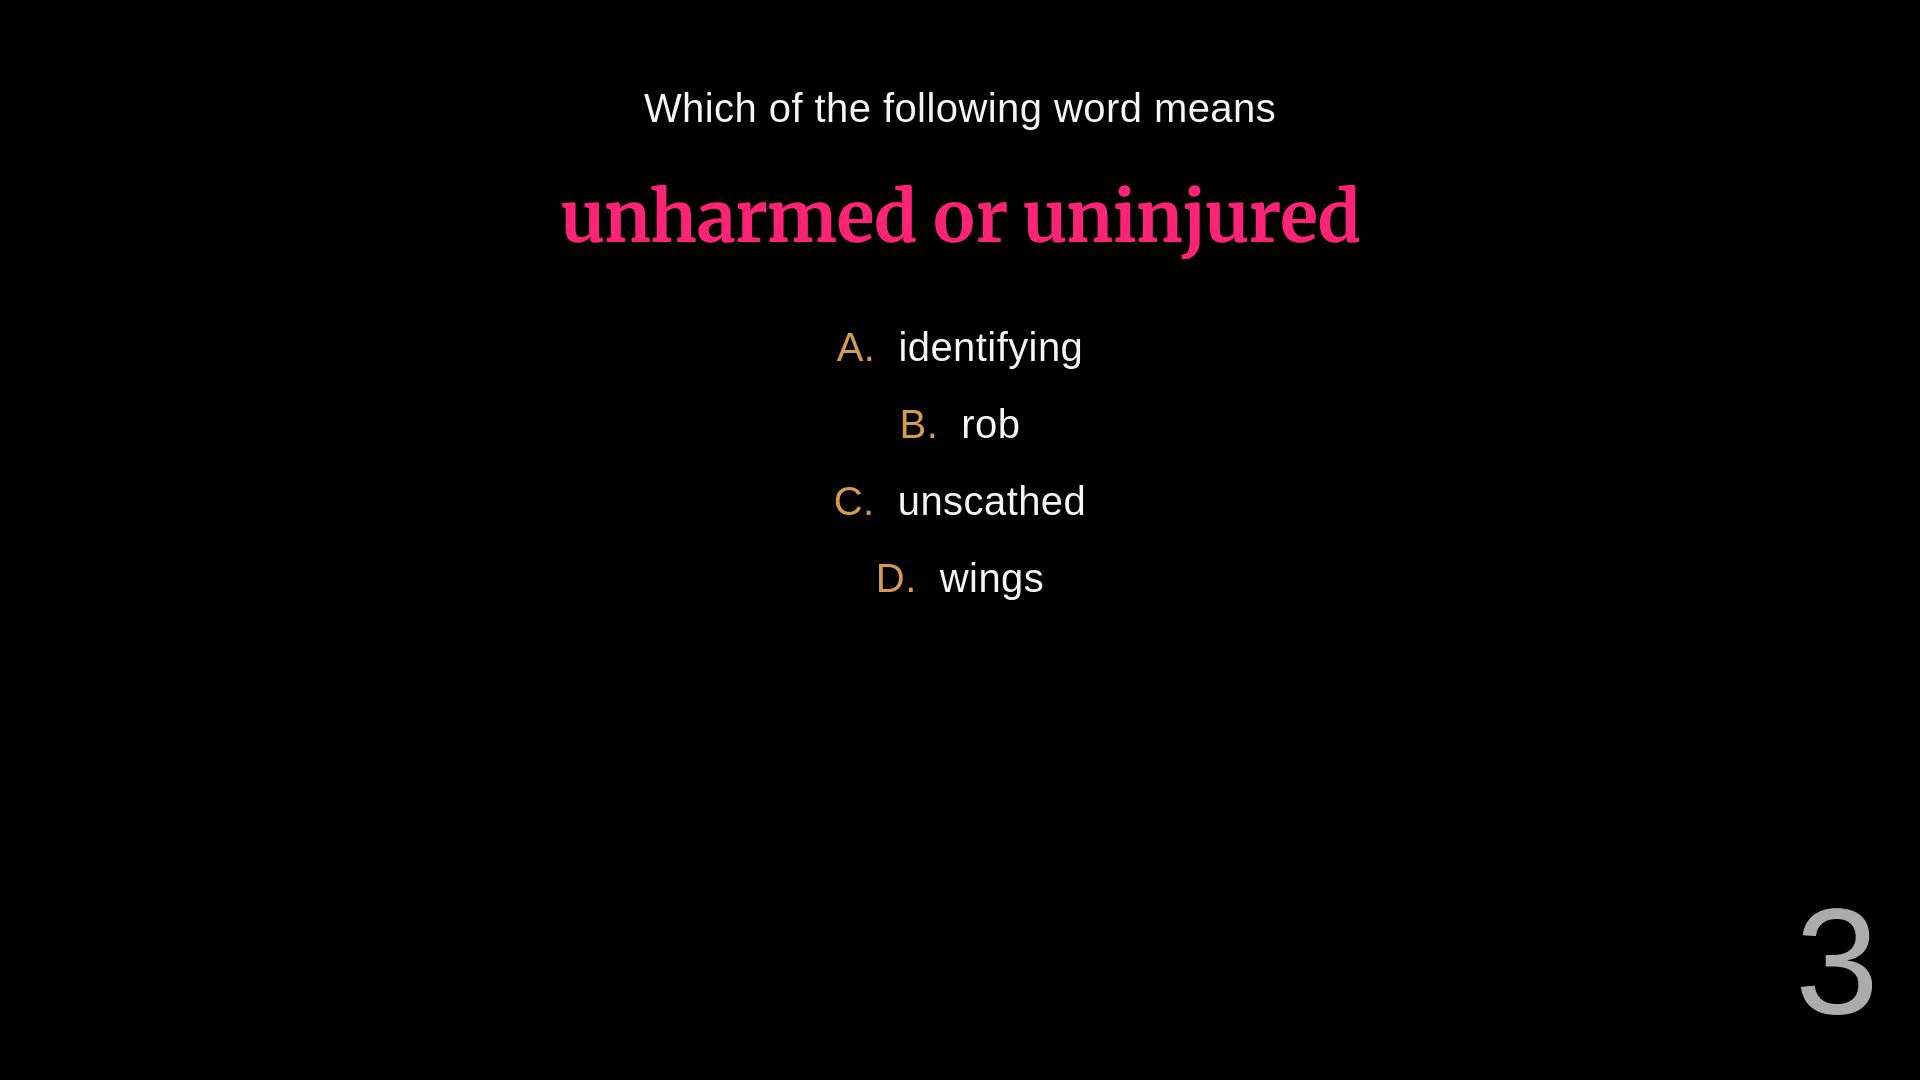 Which of the following word means
unharmed or uninjured
A. identifying
B. rob
C. unscathed
D. wings
3